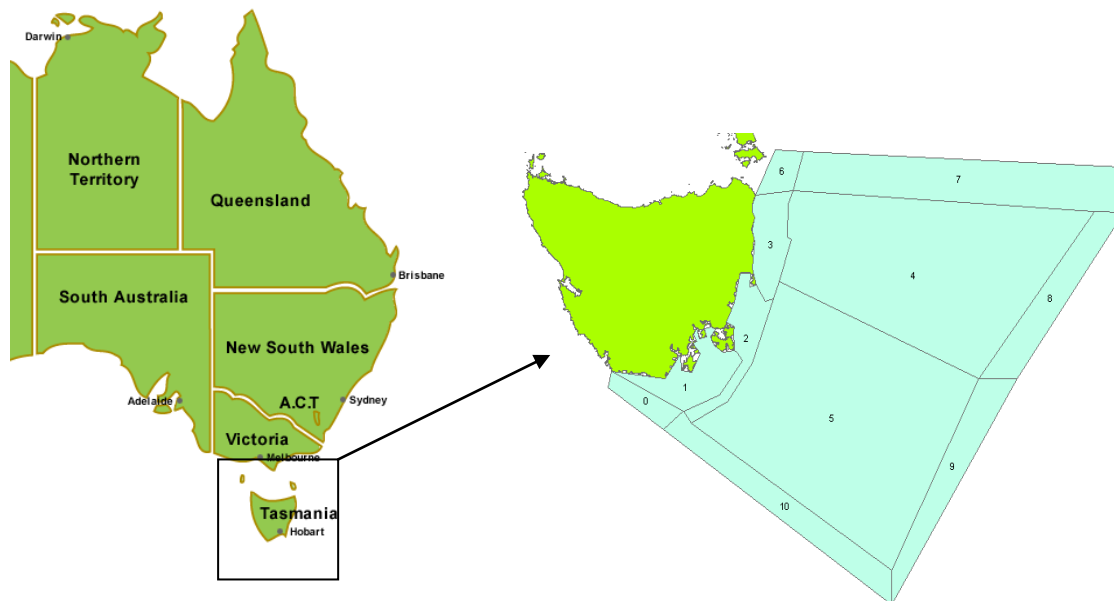 Darwin
Northern
Territory
Queensland
Brisbane
South Australia
New South Wales
Adelaide
A.C.T
Sydney
Victoria
Melbourne
Tasmania
Hobart
6
7
3
4
8
2
1
0
5
9
10